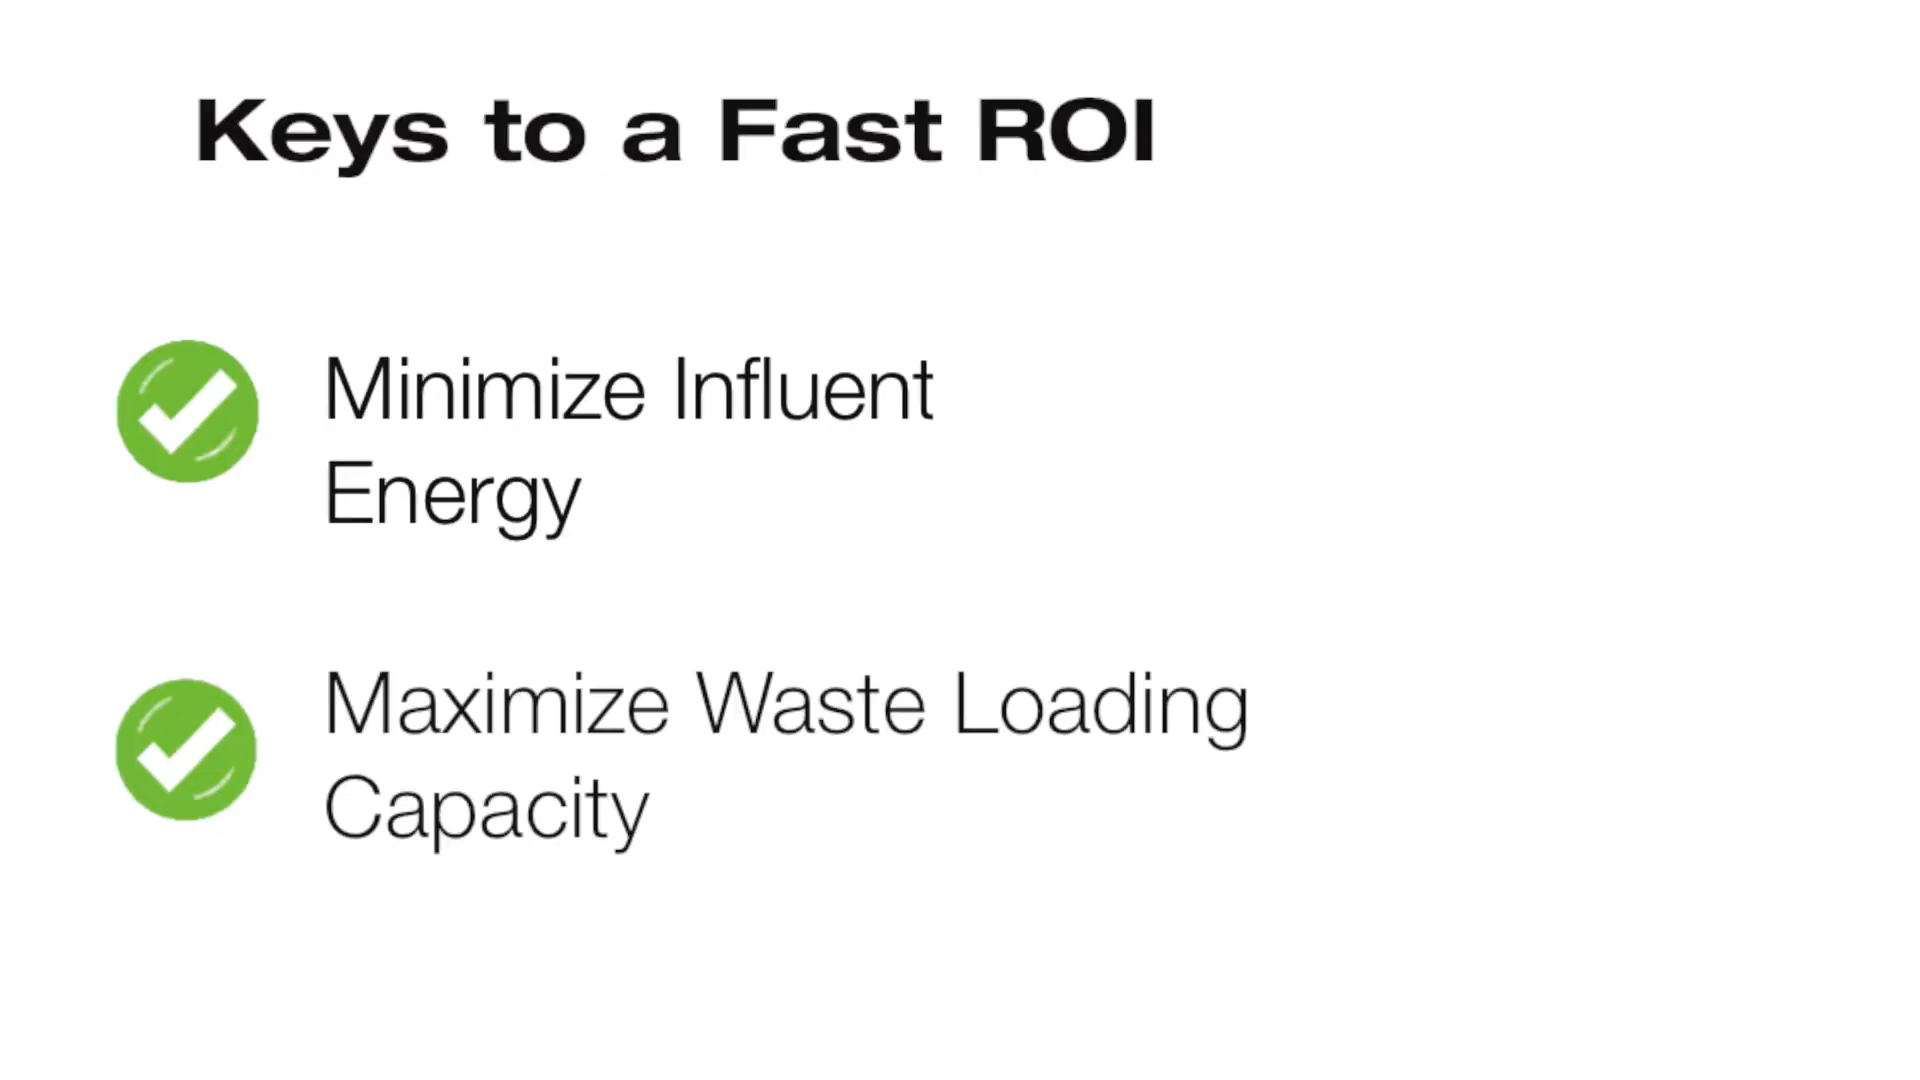 Keys to a Fast ROI
Minimize Influent
Energy
Maximize Waste Loading
Capacity